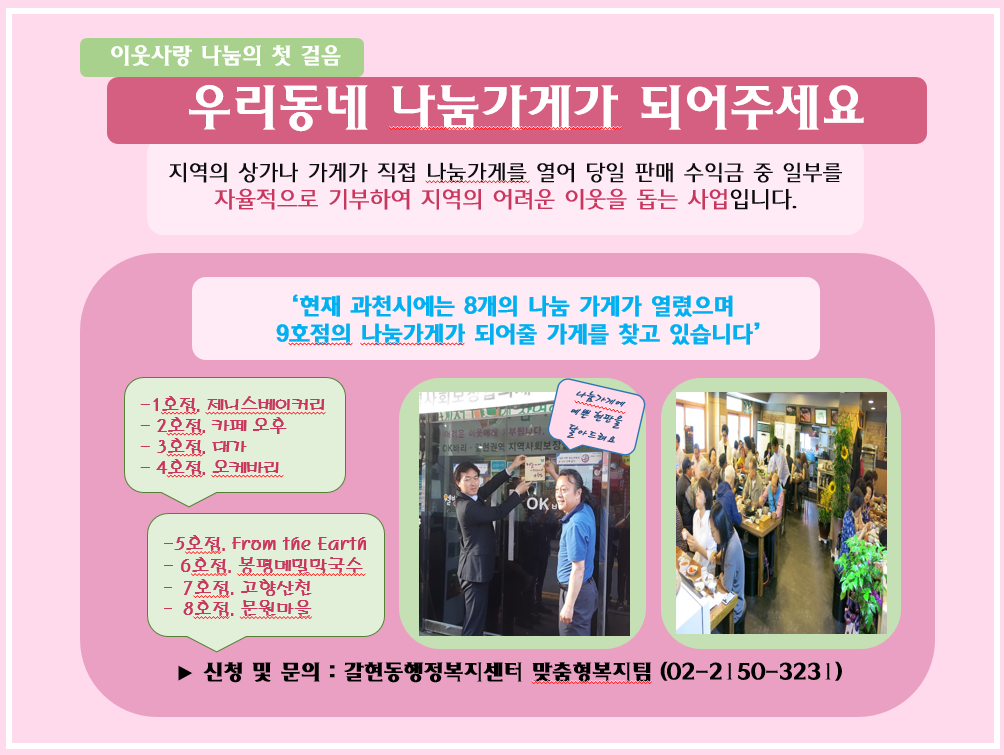 이웃사랑 나눔의 첫 걸음
우리동네 나눔가게가 되어주세요
지역의 상가나 가게가 직접 나눔가게를 열어 당일 판매 수익금 중 일부를
자율적으로 기부하여 지역의 어려운 이웃을 돕는 사업입니다.
‘현재 과천시에는 8개의 나눔 가게가 열렸으며
9호점의 나눔가게가 되어줄 가게를 찾고 있습니다’
-1호점. 제니스베이커리
- 2호점. 카페 오후
- 3호점. 대가
- 4호점. 오케바리
-5호점. From the Earth
- 6호점. 봉평메밀막국수
- 7호점. 고향산천
- 8호점. 문원마을
나눔가게에
예쁜 현판을
달아드려요
OK
▶ 신청 및 문의 : 갈현동행정복지센터 맞춤형복지팀 (02-2150-3231)